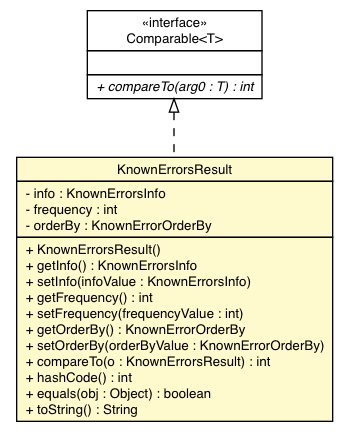 «interface»
Comparable<T>
+ compareTo(arg0 : T) : int
KnownErrorsResult
- info : KnownErrorsInfo
- frequency : int
- orderBy : KnownErrorOrderBy
+ KnownErrorsResult()
+ getInfo() : KnownErrorsInfo
+ setInfo(infoValue : KnownErrorsInfo)
+ getFrequency() : int
+ setFrequency(frequencyValue : int)
+ getOrderBy() : KnownErrorOrderBy
+ setOrderBy(orderByValue : KnownErrorOrderBy)
+ compareTo(o : KnownErrorsResult) : int
+ hashCode() : int
+ equals(obj : Object) : boolean
+ toString() : String